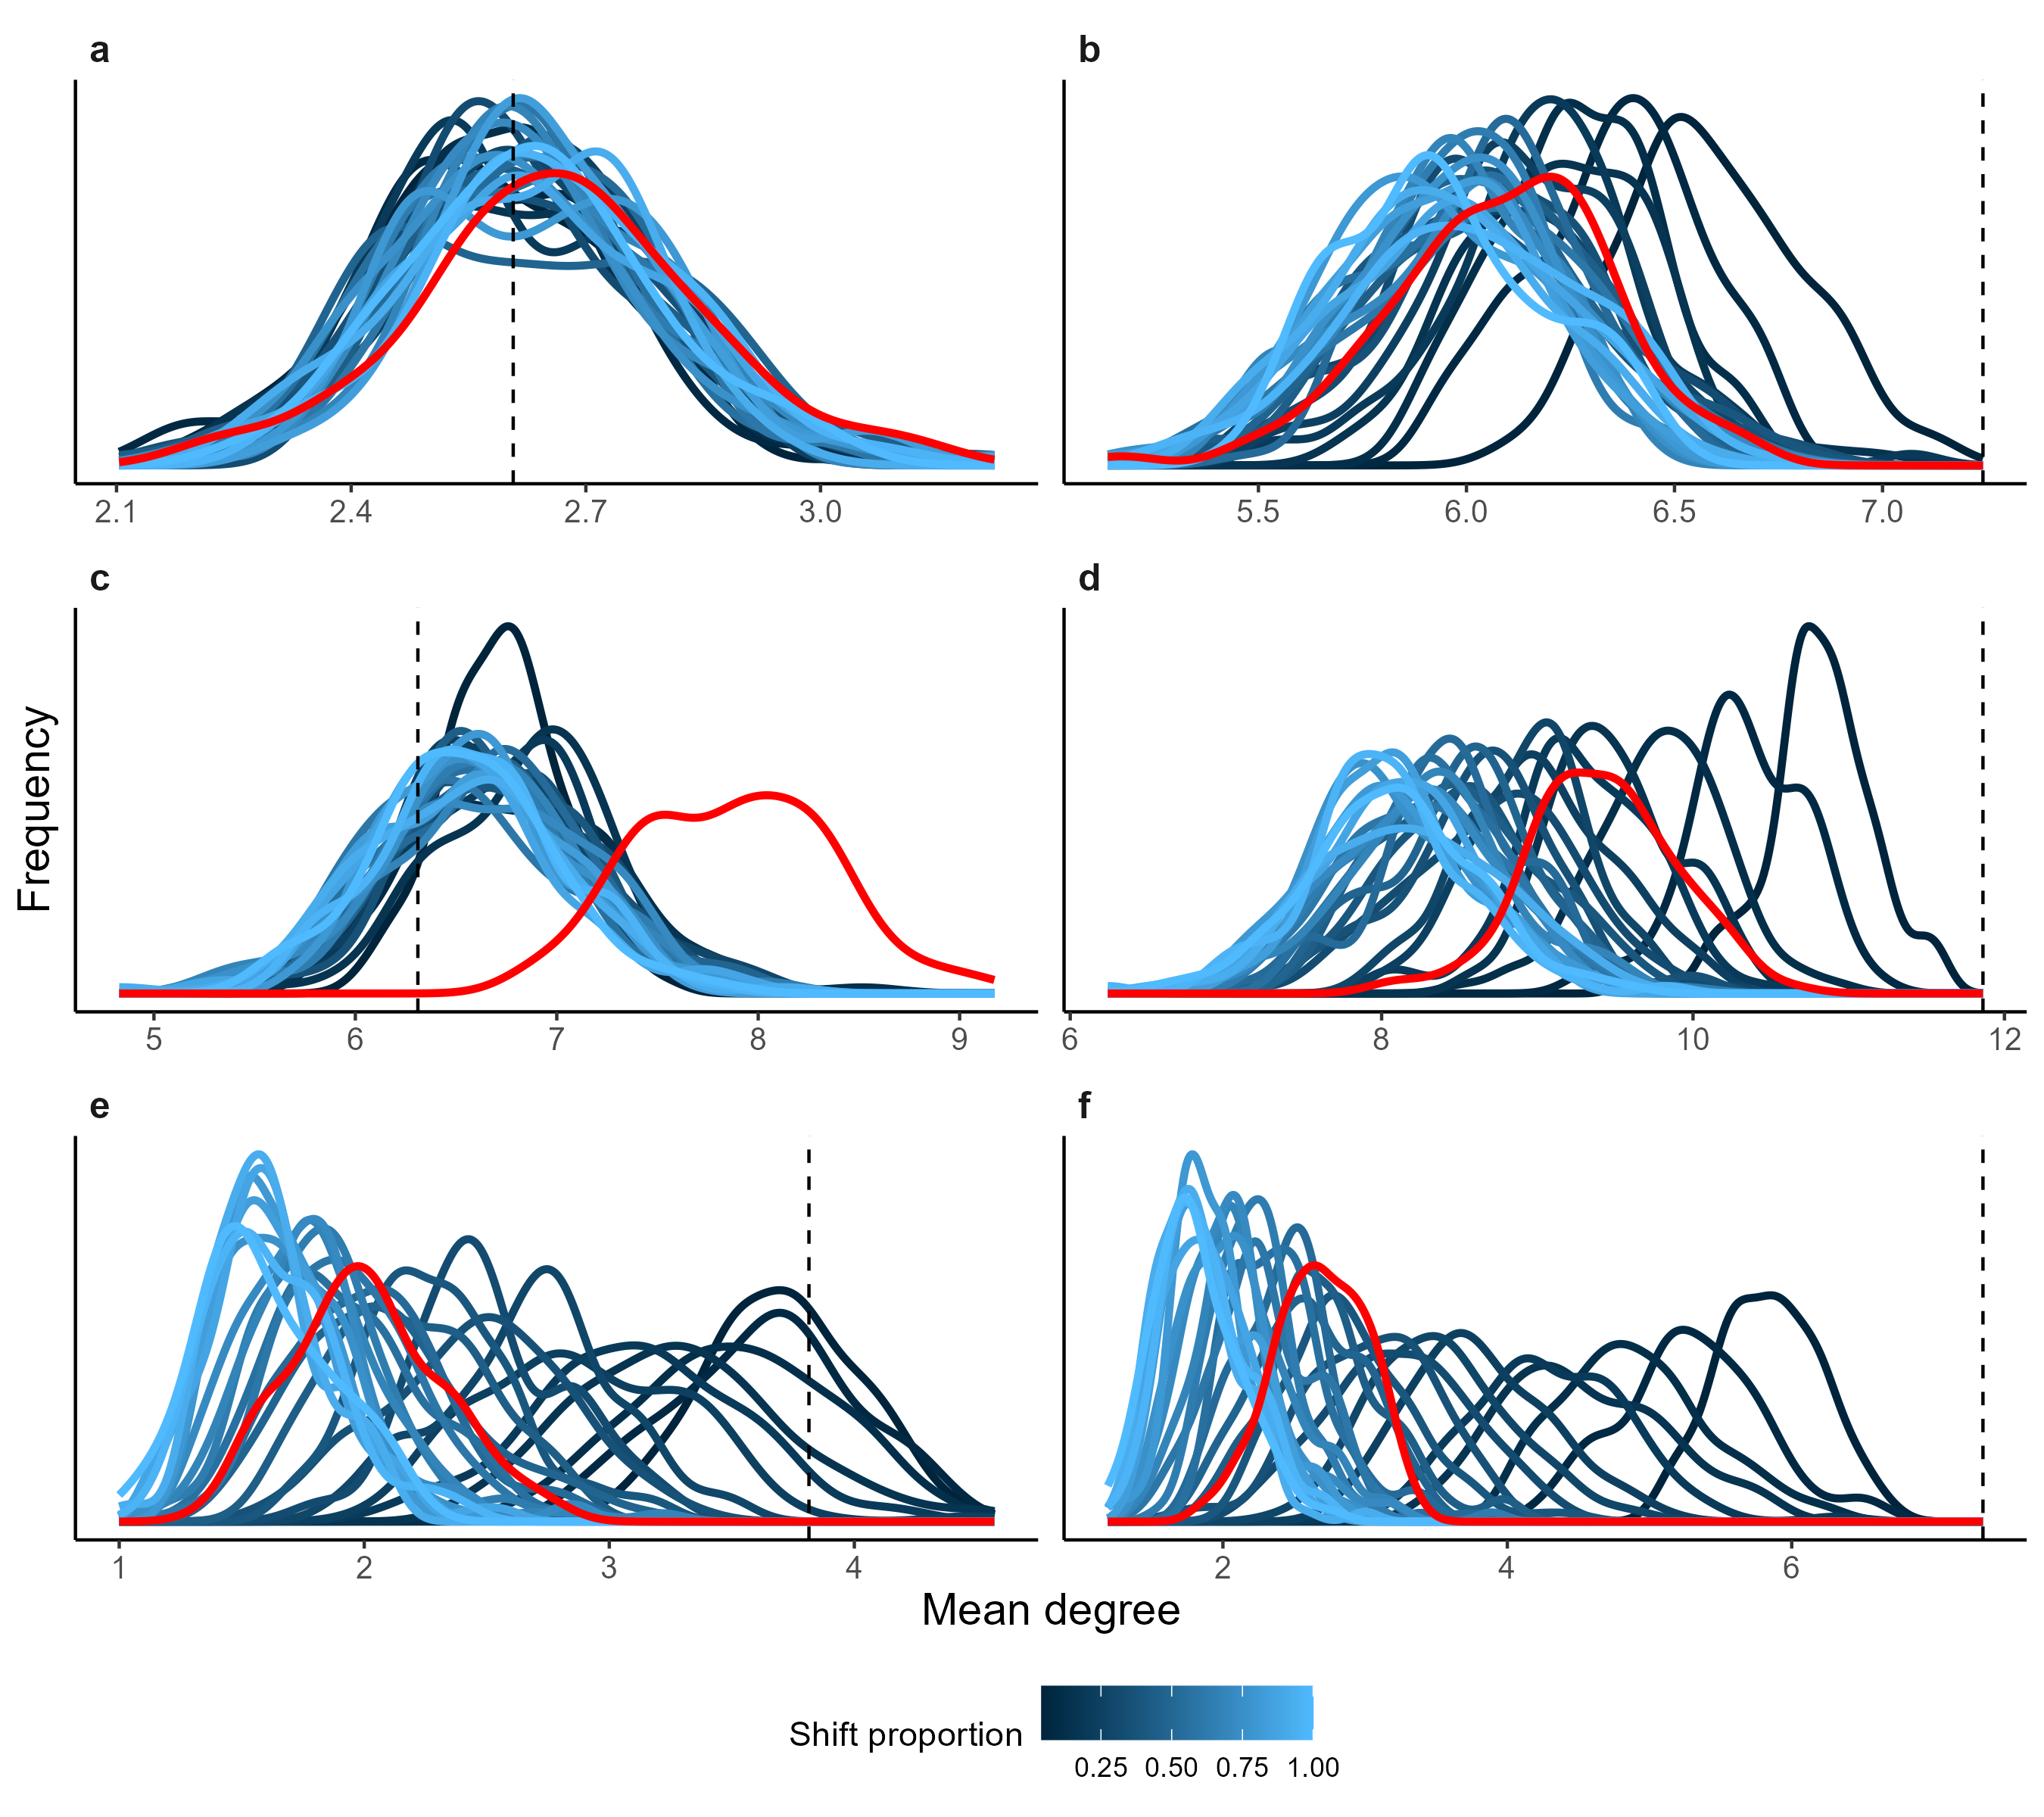 a b
2.1 2.4 2.7 3.0 5.5 6.0 6.5 7.0
c d
Frequency
5 6 7 8 9 6 8 10 12
e f
1 2 3 4 2 4 6
Mean degree
Shift proportion
0.25 0.50 0.75 1.00